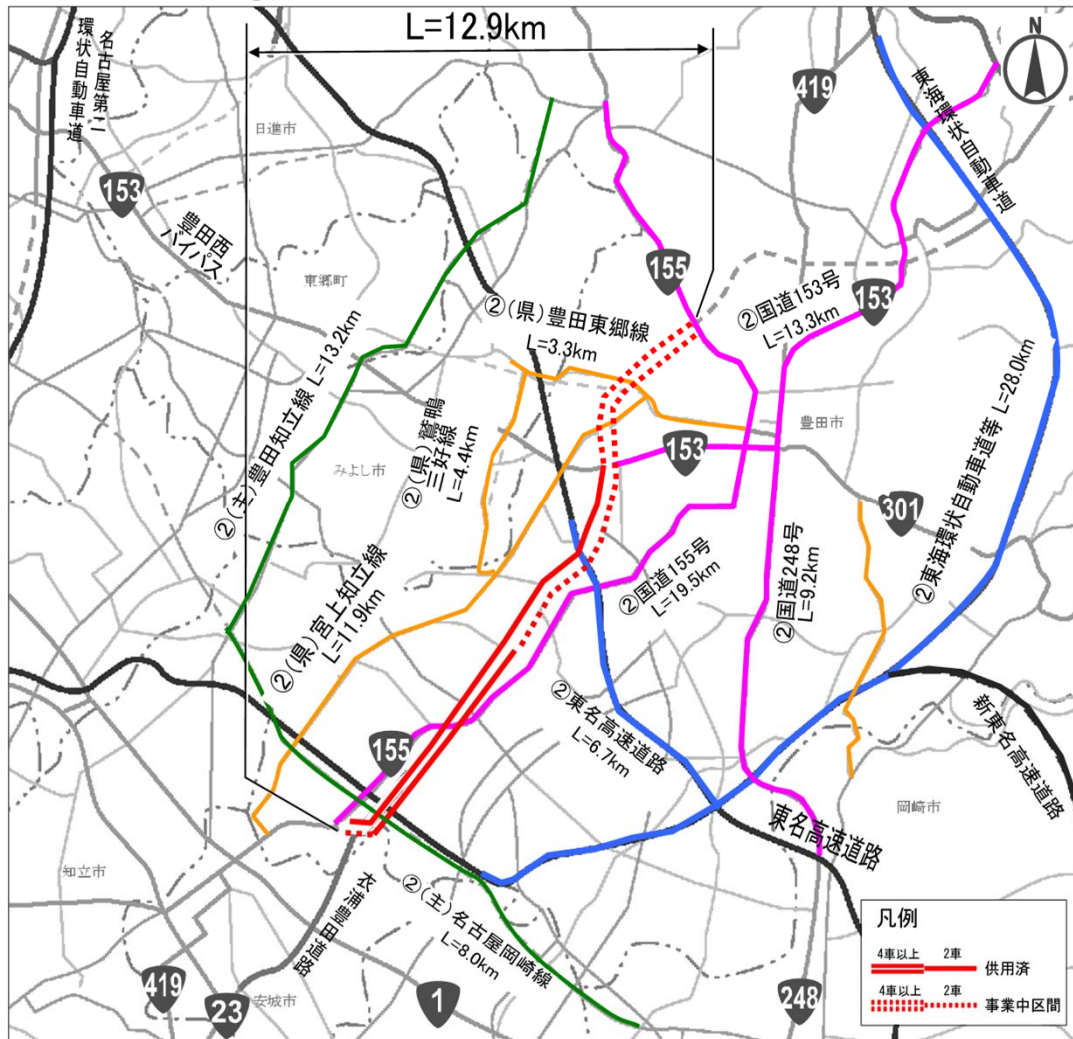 L=12.9km
N
名古屋第二
環状自動車道
日進市
419
東海環状自動車道
153
豊田西
バイパス
東郷町
155
②国道153号
L=13.3km
153
②(県)豊田東郷線
L=3.3km
②(主)豊田知立線 L=13.2km
みよし市
②(県)鴛鴨
三好線
L=4.4km
豊田市
153
301
②東海環状自動車道等 L=28.0km
②(県)宮上知立線
L=11.9km
②国道155号
L=19.5km
②国道248号
L=9.2km
②東名高速道路
L=6.7km
155
新東名高速道路
岡崎市
東名高速道路
知立市
衣浦豊田道路
②(主)名古屋岡崎線
L=8.0km
419
23
安城市
1
248
凡例
4車以上 2車
供用済
4車以上 2車
事業中区間